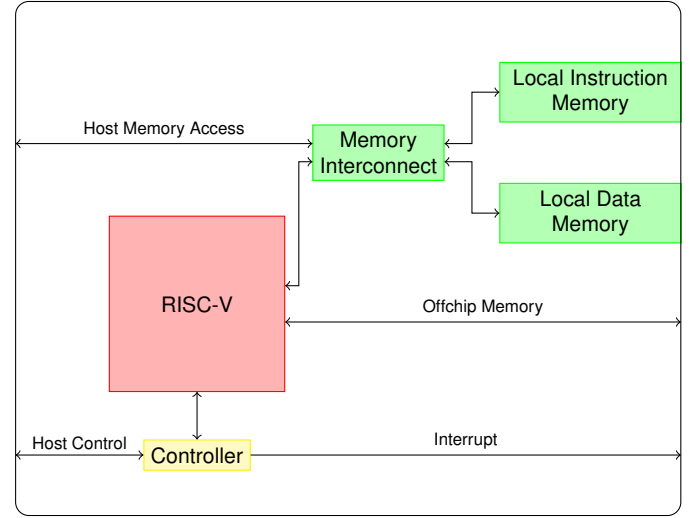 Local Instruction
Memory
Host Memory Access
Memory
Interconnect
Local Data
Memory
RISC-V
Offchip Memory
Host Control
Controller
Interrupt